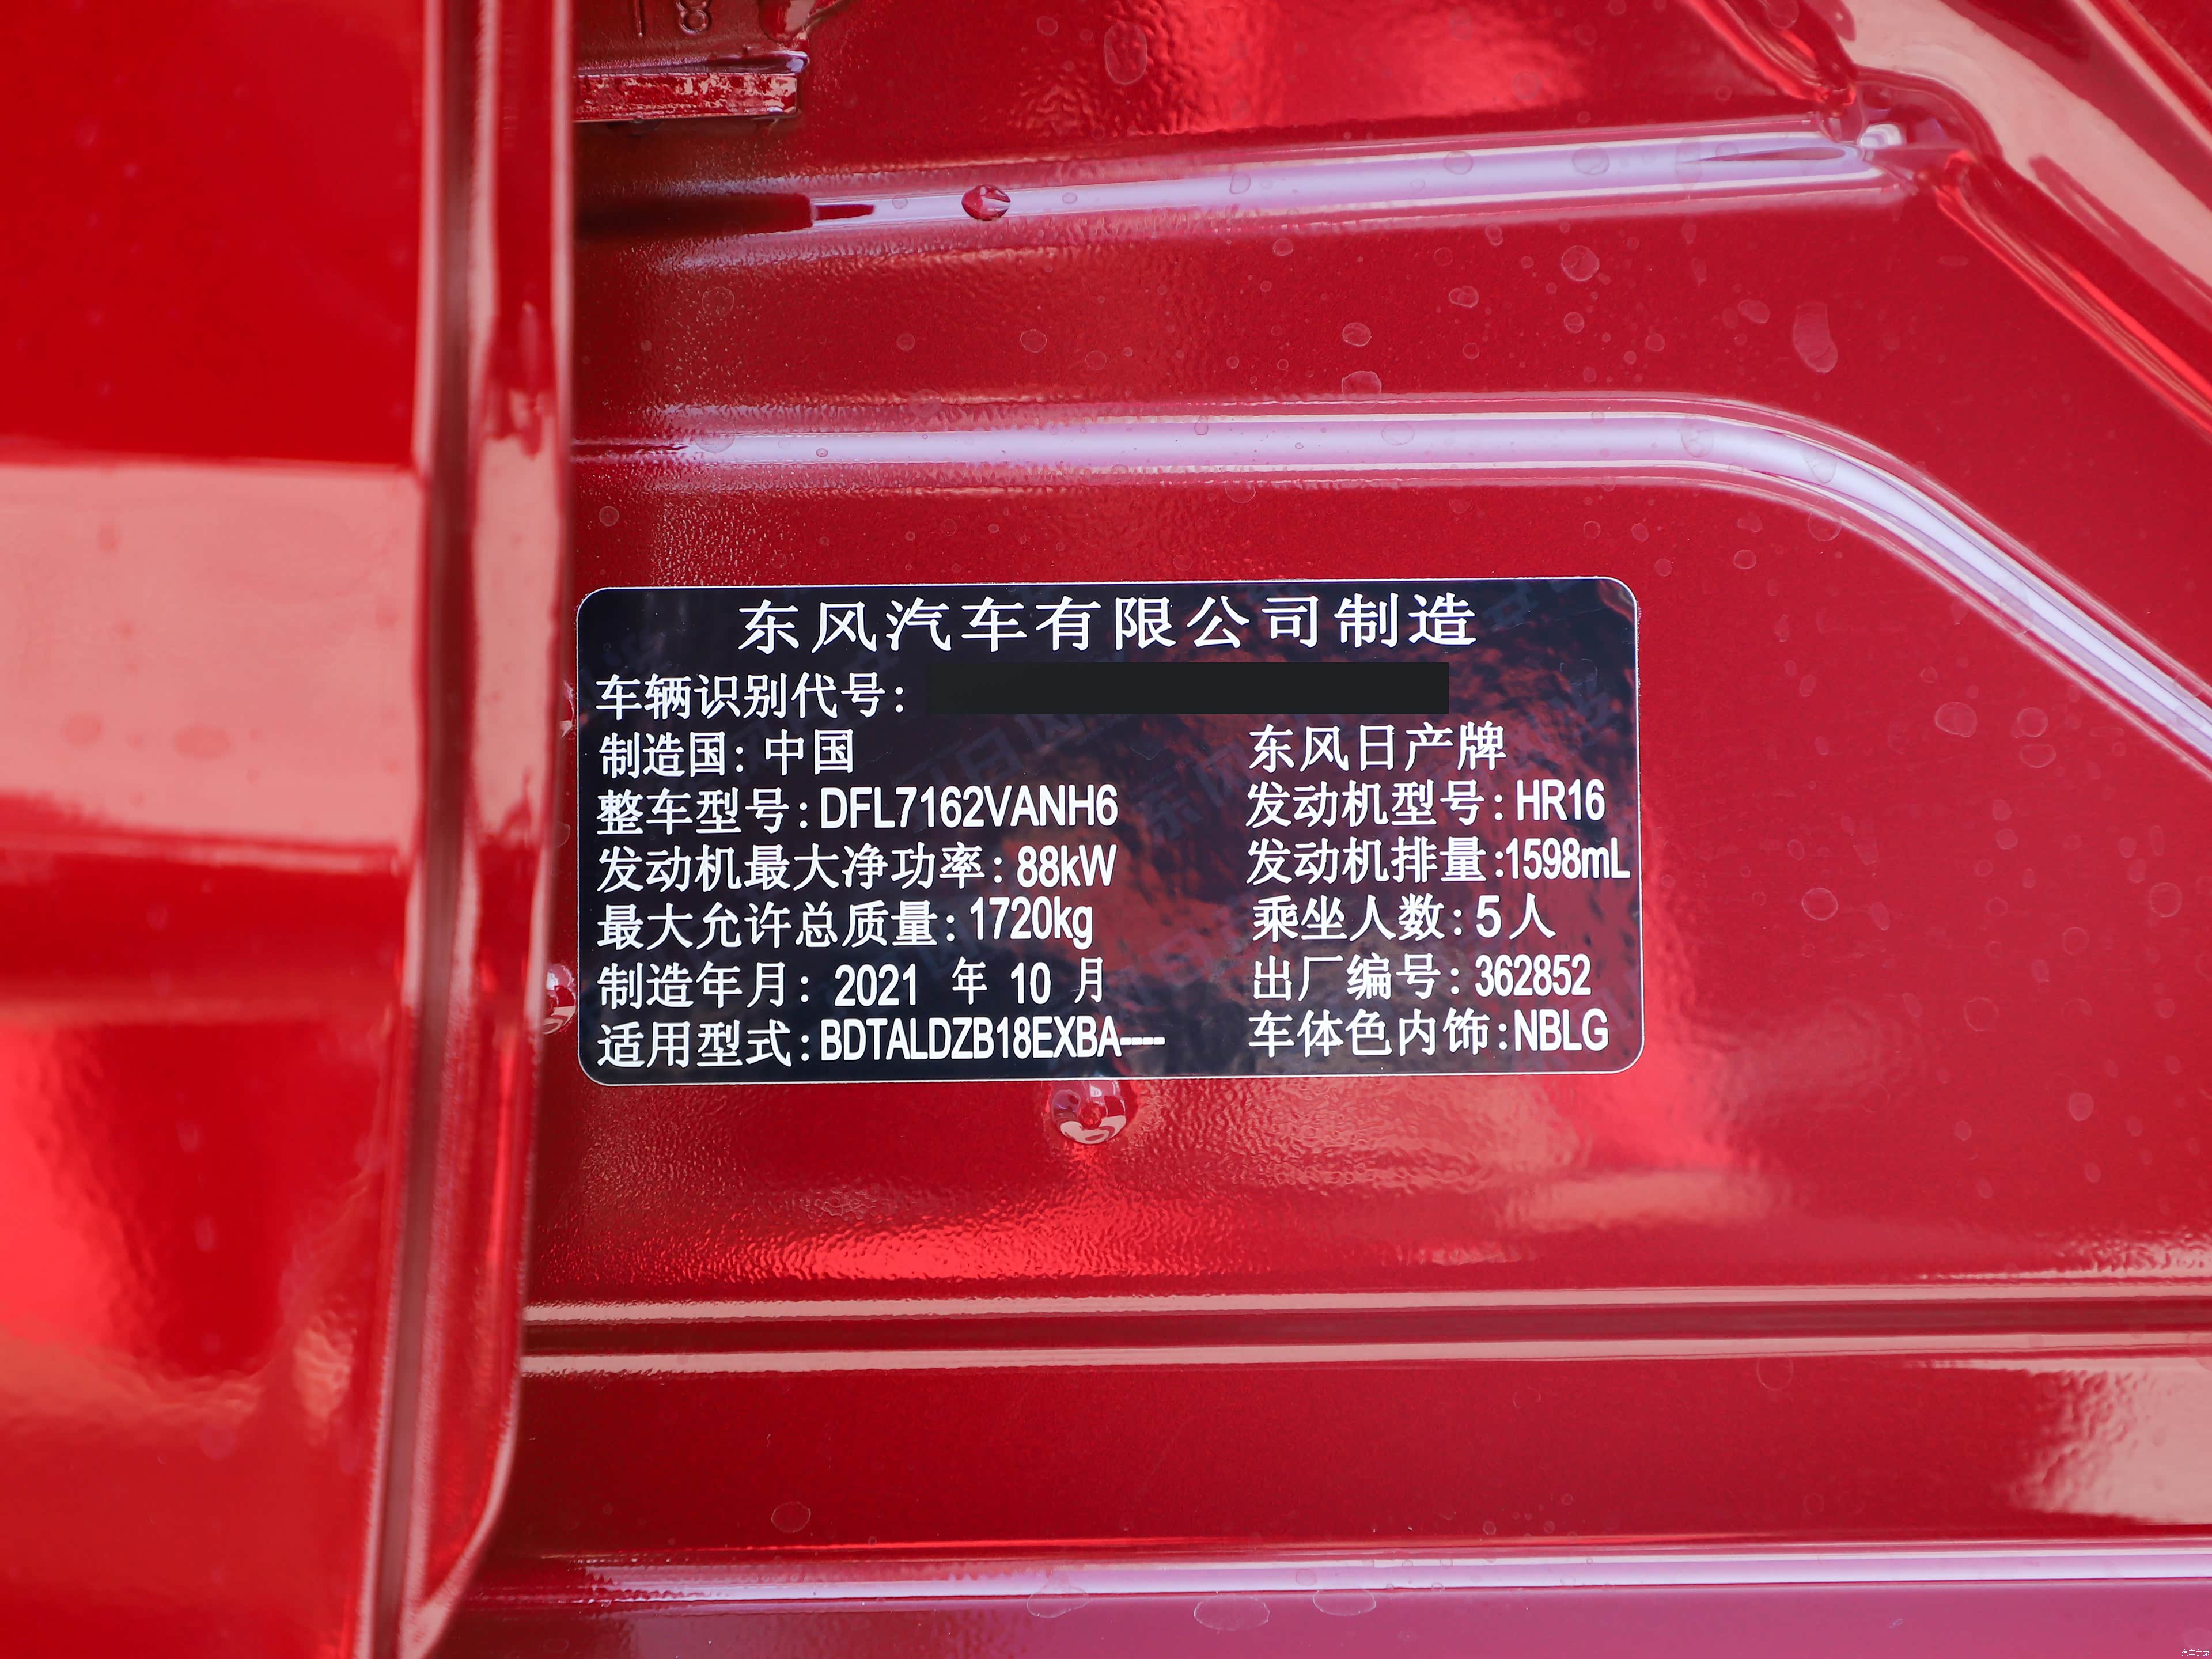 东风汽车有限公司制造
车辆识别代号:
制造国:中国 东风日产牌
整车型号:DFL7162VANH6 发动机型号:HR16
发动机最大净功率:88kW 发动机排量:1598mL
最大允许总质量:1720kg 乘坐人数:5人
制造年月: 2021 年 10 月 出厂编号:362852
适用型式:BDTALDZB18EXBA---- 车体色内饰:NBLG
汽车之家